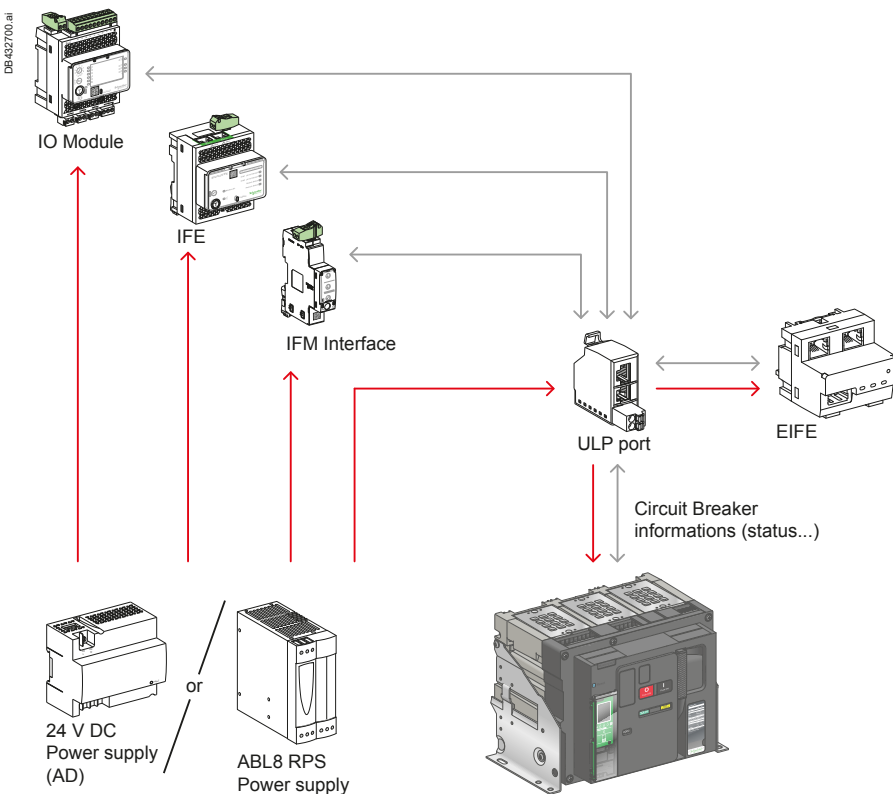 DB432700.ai
IO Module
IFE
IFM Interface
ULP port
EIFE
Circuit Breaker
informations (status...)
or
24 V DC
Power supply
(AD)
ABL8 RPS
Power supply